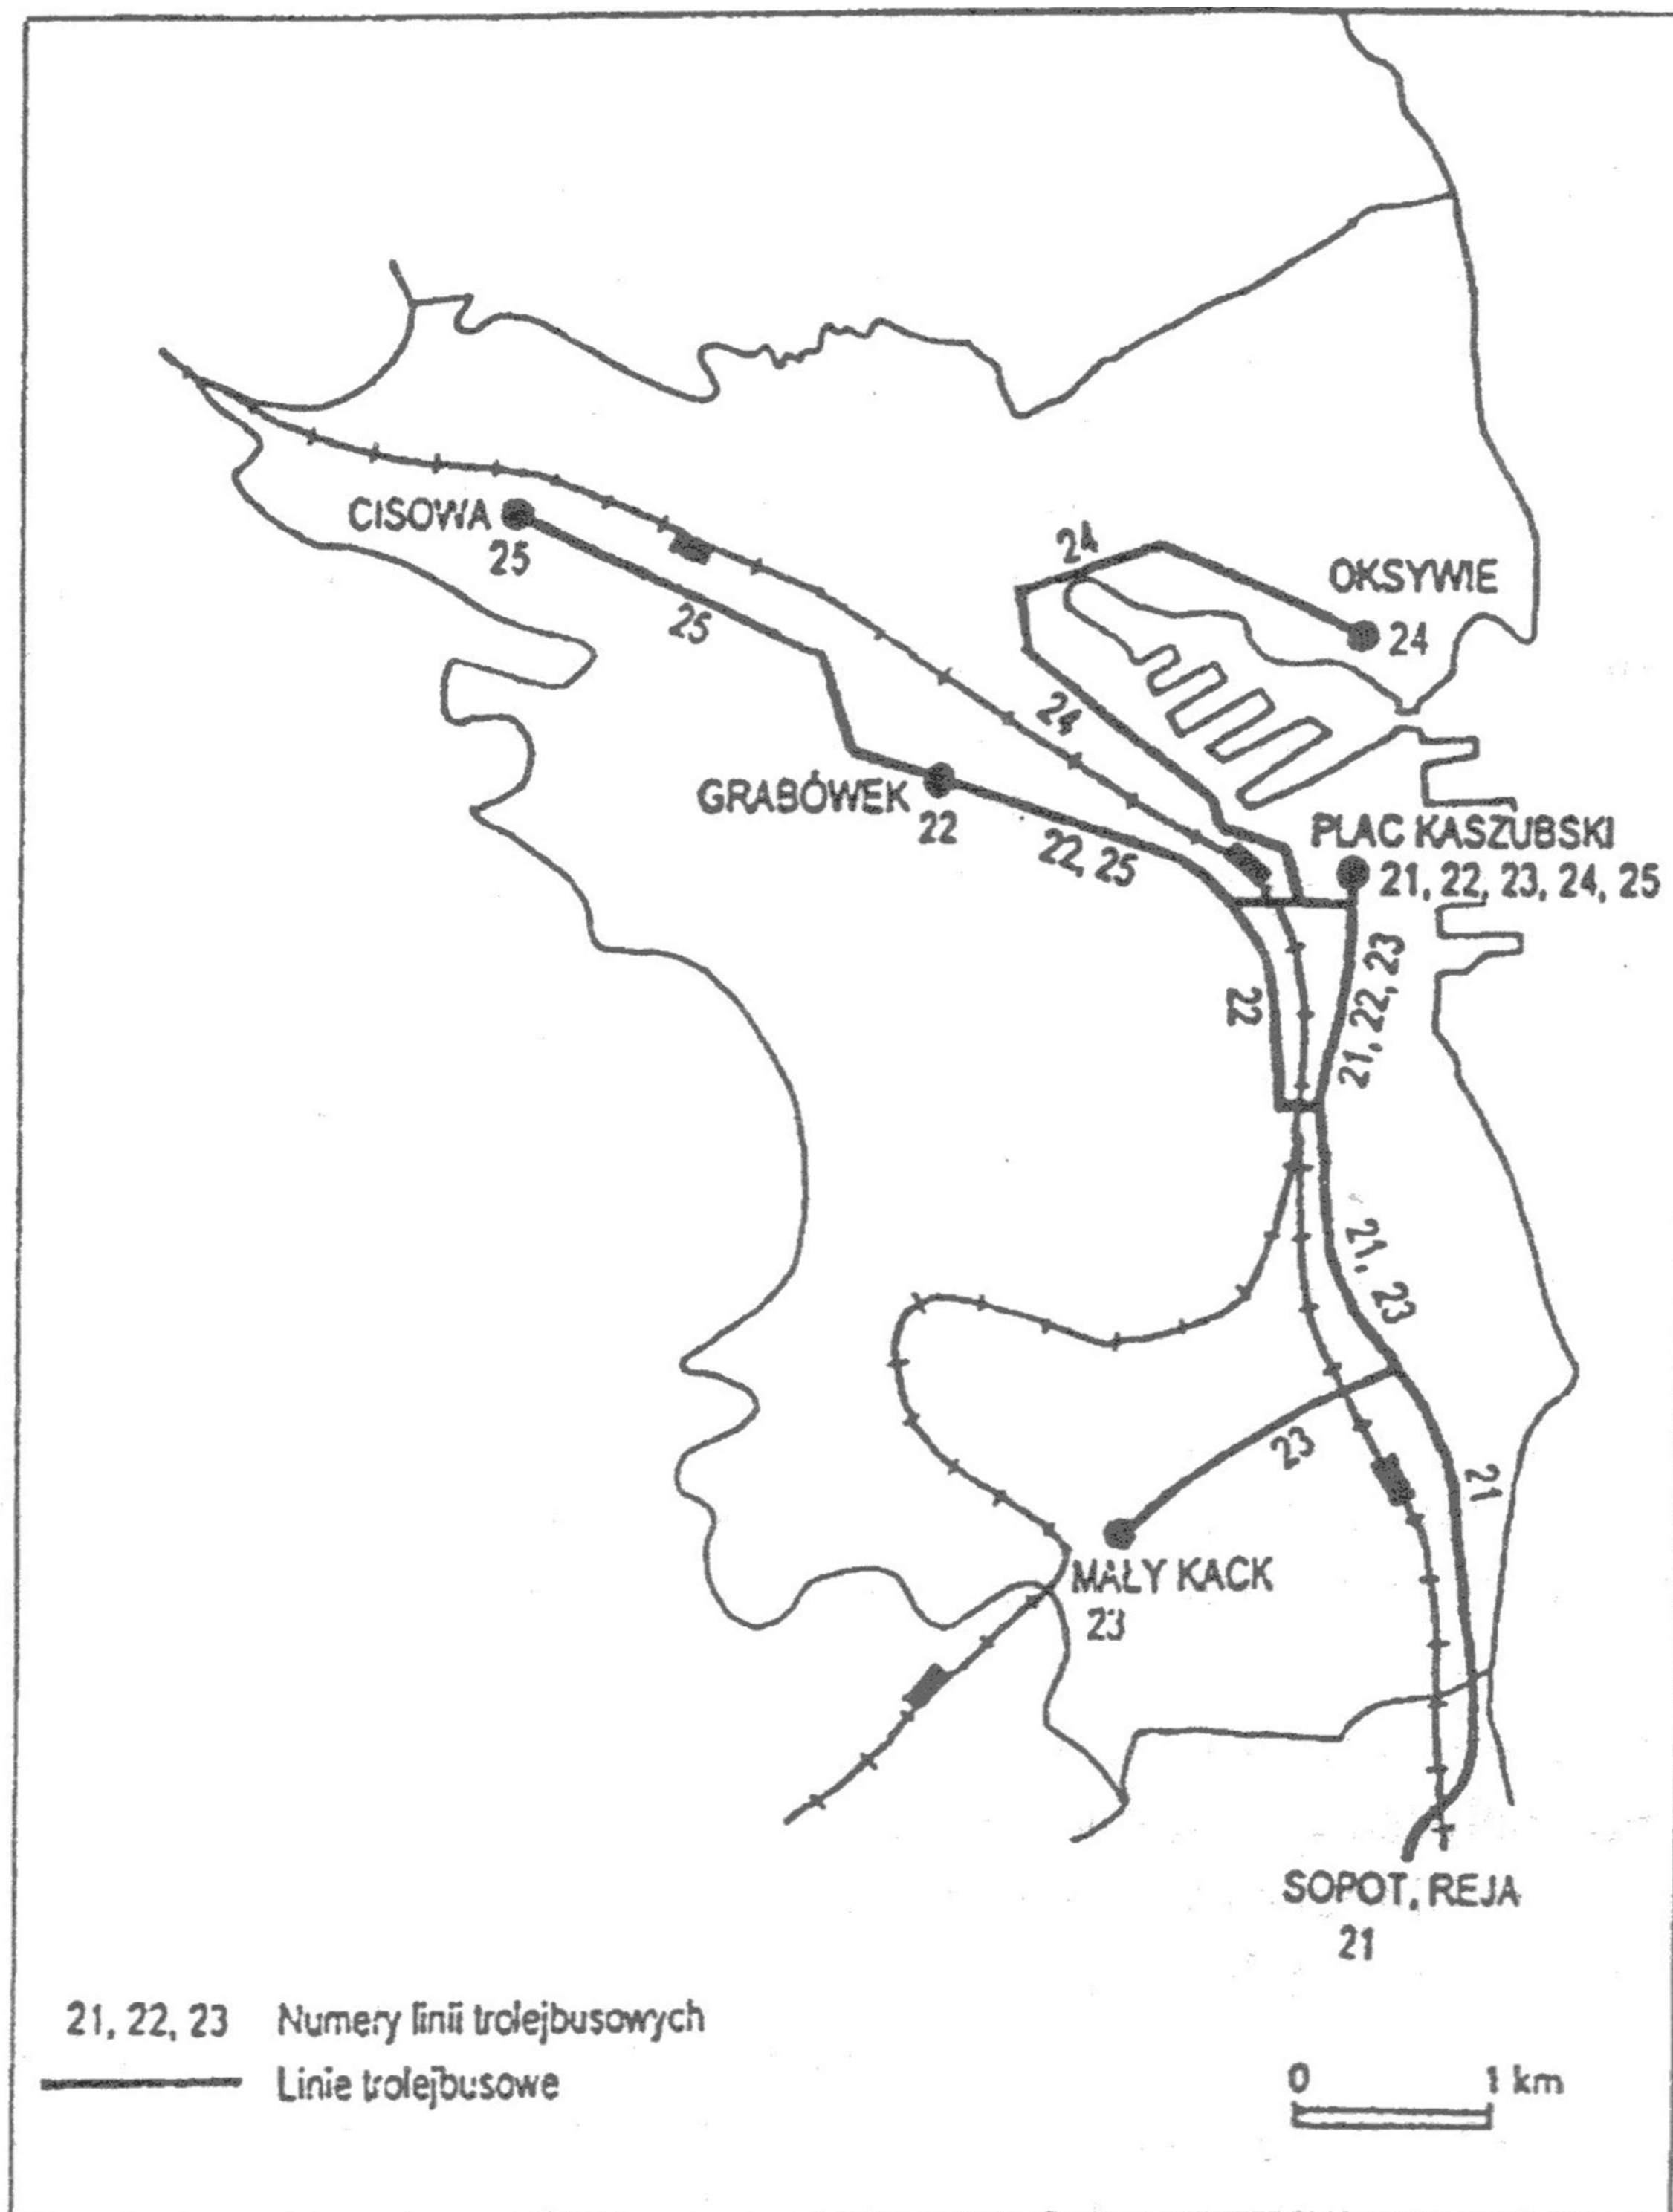 CISOWA
25
25
24
OKSYWIE
24
24
GRABÓWEK
22
22, 25
PLAC KASZUBSKI
21, 22, 23, 24, 25
22
21, 22, 23
21, 23
23
21
MAŁY KACK
23
SOPOT, REJA
21
21, 22, 23 Numery linii trolejbusowych
Linie trolejbusowe
0 1 km